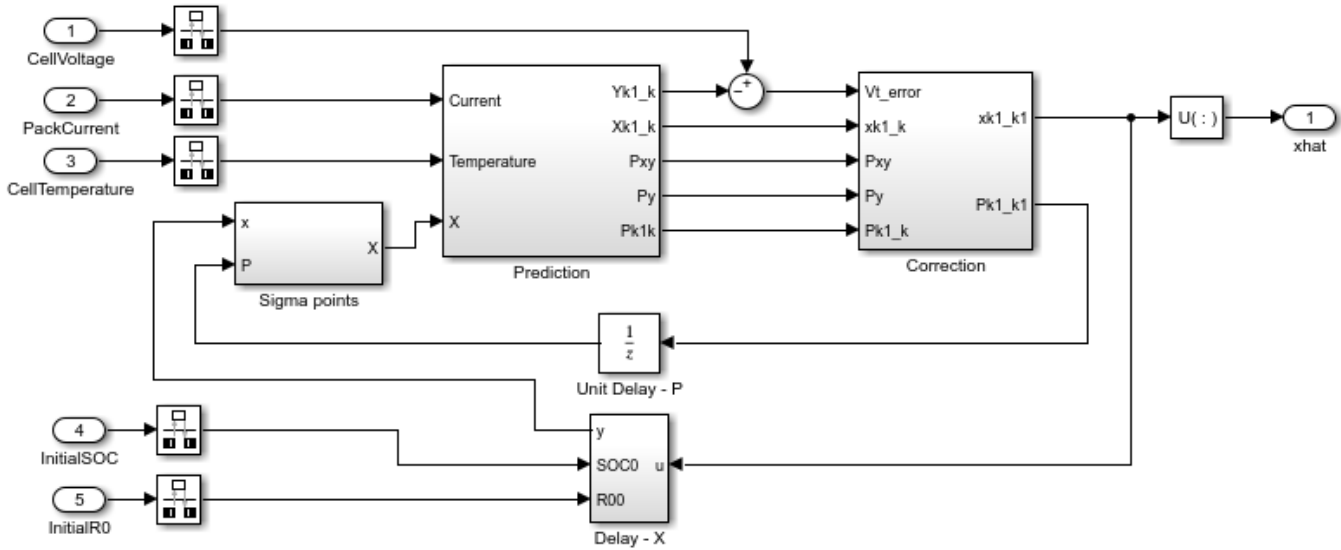 1
CellVoltage
2
PackCurrent
3
CellTemperature
Current
Temperature
X
Yk1_k
Xk1_k
Pxy
Py
Pk1k
Prediction
− +
Vt_error
xk1_k
Pxy
Py
Pk1_k
xk1_k1
Pk1_k1
Correction
U( : )
1
xhat
x
P
X
Sigma points
1
z
Unit Delay - P
4
InitialSOC
5
InitialR0
y
SOC0
R00
u
Delay - X